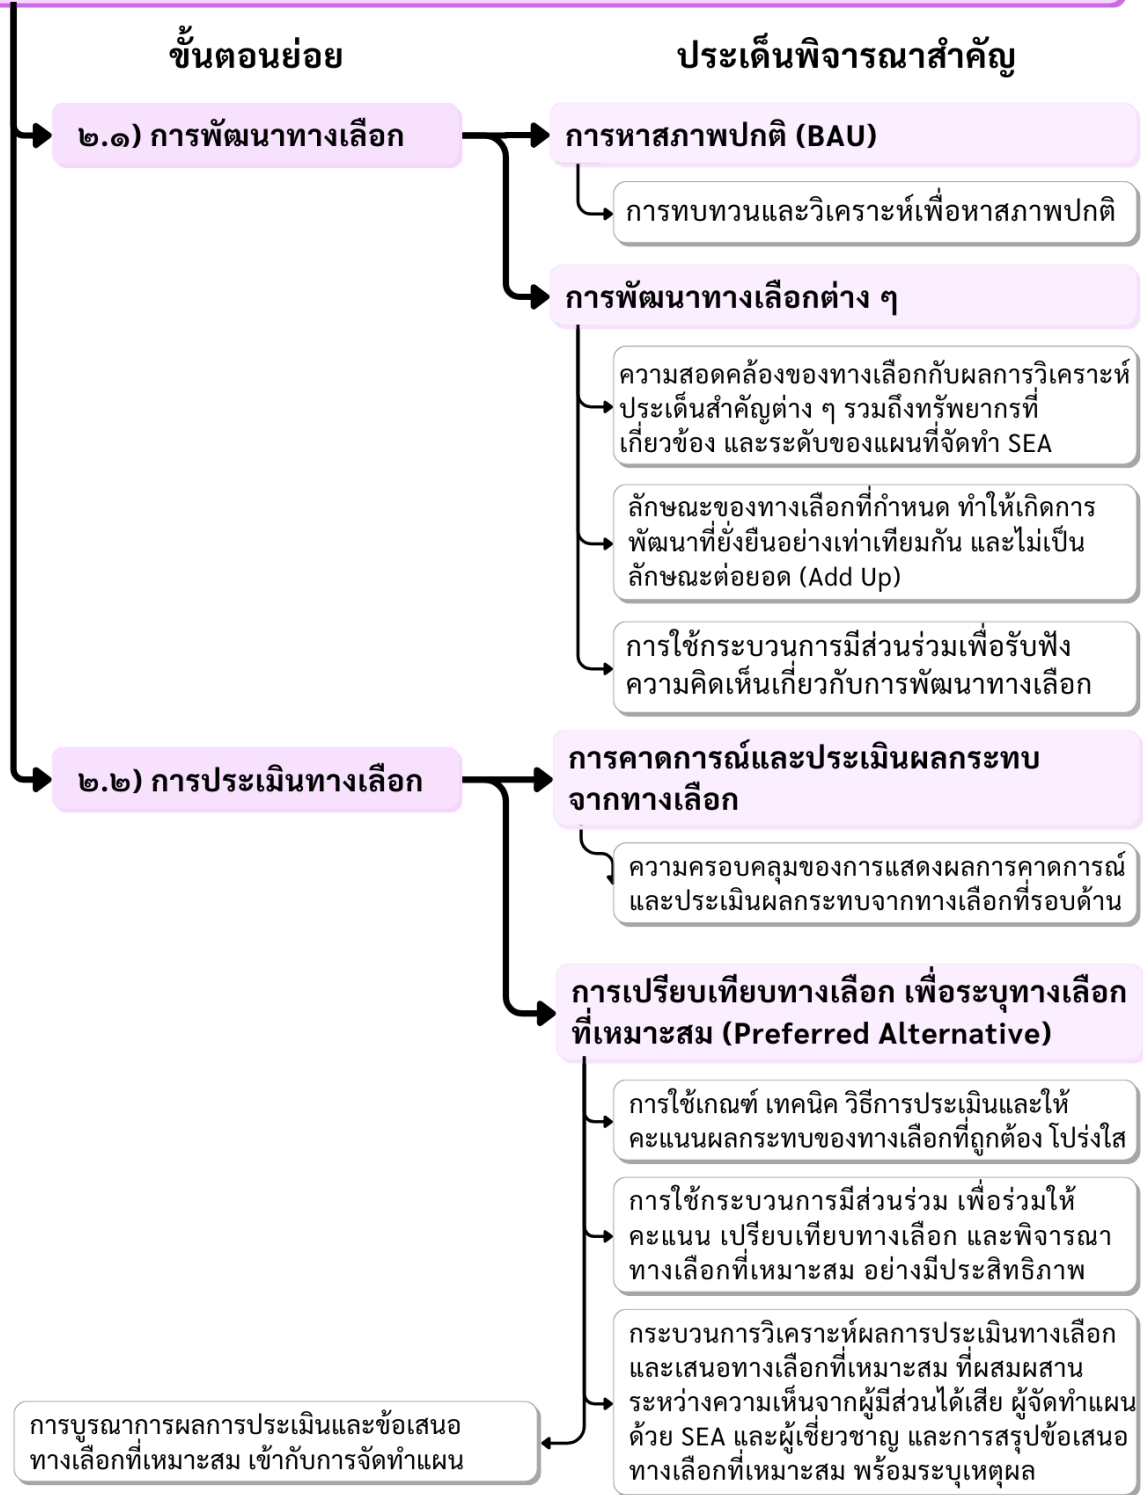 ขั้นตอนย่อย
ประเด็นพิจารณาสำคัญ
๒.๑) การพัฒนาทางเลือก
การหาสภาพปกติ (BAU)
การทบทวนและวิเคราะห์เพื่อหาสภาพปกติ
การพัฒนาทางเลือกต่าง ๆ
ความสอดคล้องของทางเลือกกับผลการวิเคราะห์
ประเด็นสำคัญต่าง ๆ รวมถึงทรัพยากรที่
เกี่ยวข้อง และระดับของแผนที่จัดทำ SEA
ลักษณะของทางเลือกที่กำหนด ทำให้เกิดการ
พัฒนาที่ยั่งยืนอย่างเท่าเทียมกัน และไม่เป็น
ลักษณะต่อยอด (Add Up)
การใช้กระบวนการมีส่วนร่วมเพื่อรับฟัง
ความคิดเห็นเกี่ยวกับการพัฒนาทางเลือก
๒.๒) การประเมินทางเลือก
การคาดการณ์และประเมินผลกระทบ
จากทางเลือก
ความครอบคลุมของการแสดงผลการคาดการณ์
และประเมินผลกระทบจากทางเลือกที่รอบด้าน
การเปรียบเทียบทางเลือก เพื่อระบุทางเลือก
ที่เหมาะสม (Preferred Alternative)
การใช้เกณฑ์ เทคนิค วิธีการประเมินและให้
คะแนนผลกระทบของทางเลือกที่ถูกต้อง โปร่งใส
การใช้กระบวนการมีส่วนร่วม เพื่อร่วมให้
คะแนน เปรียบเทียบทางเลือก และพิจารณา
ทางเลือกที่เหมาะสม อย่างมีประสิทธิภาพ
กระบวนการวิเคราะห์ผลการประเมินทางเลือก
และเสนอทางเลือกที่เหมาะสม ที่ผสมผสาน
ระหว่างความเห็นจากผู้มีส่วนได้เสีย ผู้จัดทำแผน
ด้วย SEA และผู้เชี่ยวชาญ และการสรุปข้อเสนอ
ทางเลือกที่เหมาะสม พร้อมระบุเหตุผล
การบูรณาการผลการประเมินและข้อเสนอ
ทางเลือกที่เหมาะสม เข้ากับการจัดทำแผน